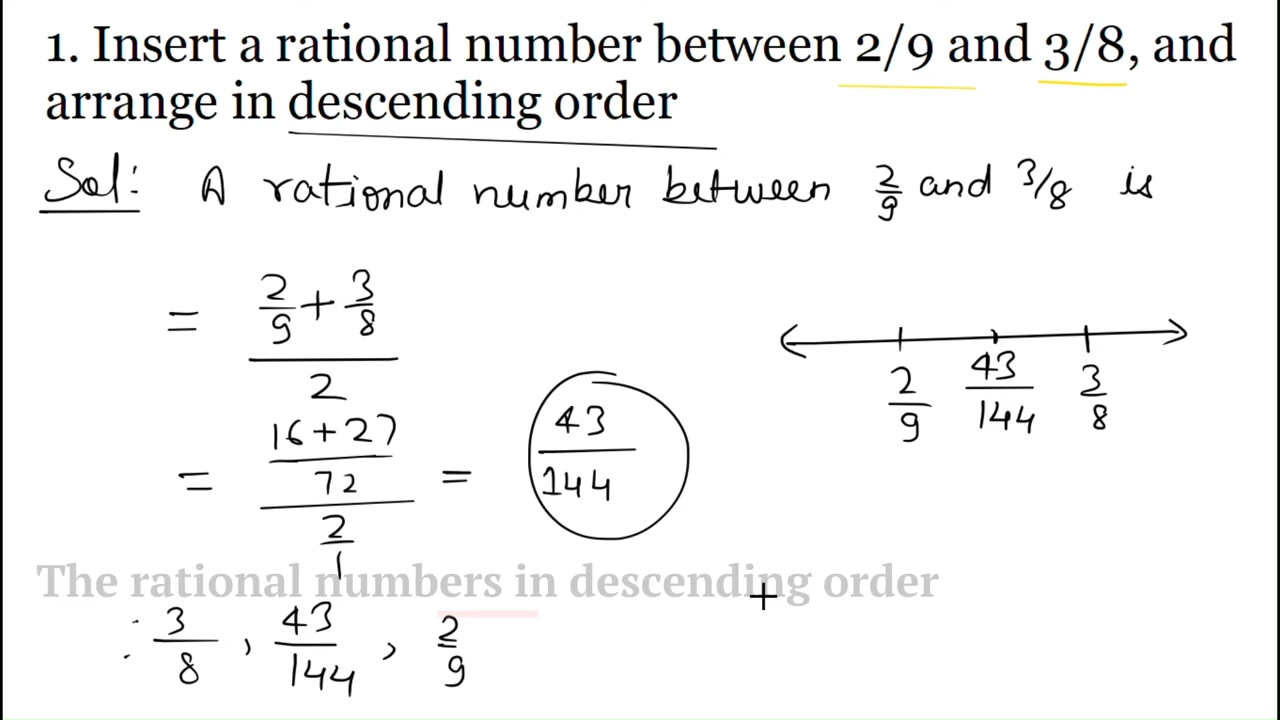 1. Insert a rational number between 2/9 and 3/8, and
arrange in descending order
Sol: A rational number between 2/9 and 3/8 is
= (2/9 + 3/8)/2
= ((16+27)/72)/(2/1) = 43/144
2/9 43/144 3/8
The rational numbers in descending order
: 3/8, 43/144, 2/9